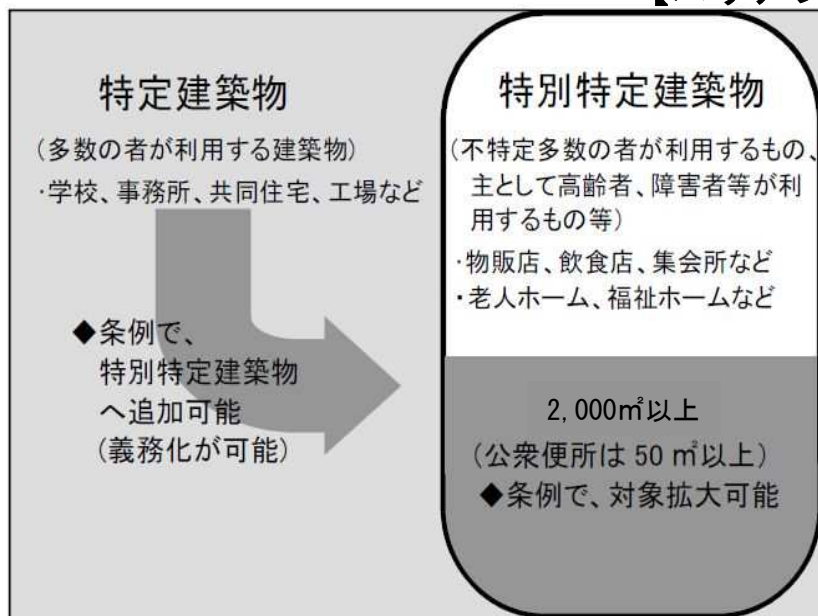 特定建築物
(多数の者が利用する建築物)
・学校、事務所、共同住宅、工場など
◆条例で、
特別特定建築物
へ追加可能
(義務化が可能)
特別特定建築物
(不特定多数の者が利用するもの、
主として高齢者、障害者等が利
用するもの等)
・物販店、飲食店、集会所など
・老人ホーム、福祉ホームなど
2,000㎡以上
(公衆便所は 50 ㎡以上)
◆条例で、対象拡大可能